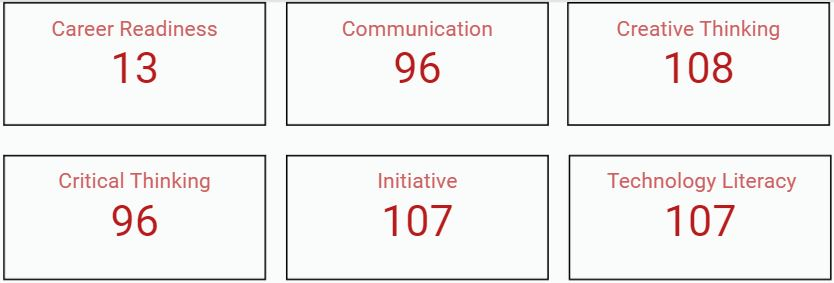 Career Readiness
13
Communication
96
Creative Thinking
108
Critical Thinking
96
Initiative
107
Technology Literacy
107